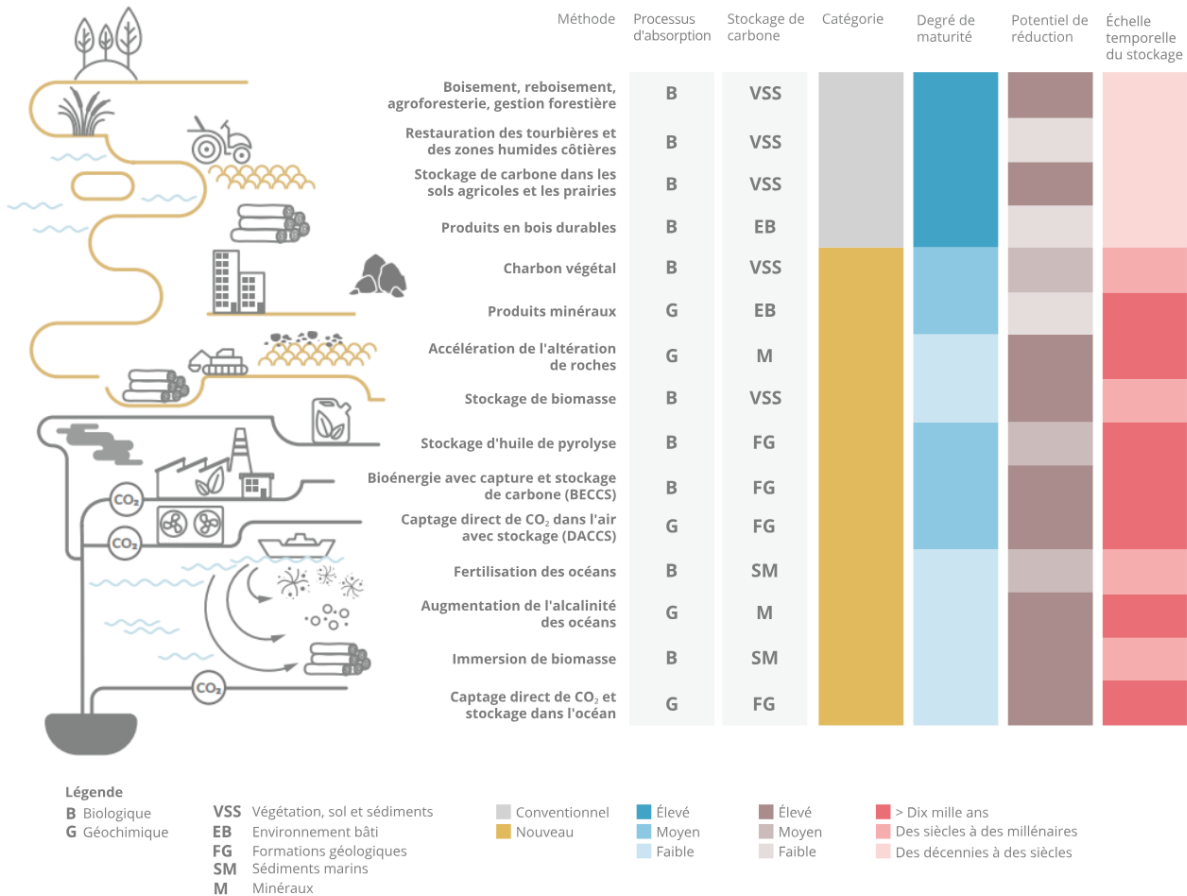 Méthode
Processus
d'absorption
Stockage de
carbone
Catégorie
Degré de
maturité
Potentiel de
réduction
Échelle
temporelle
du stockage
Boisement, reboisement,
agroforesterie, gestion forestière
B
VSS
Restauration des tourbières et
des zones humides côtières
B
VSS
Stockage de carbone dans les
sols agricoles et les prairies
B
VSS
Produits en bois durables
B
EB
Charbon végétal
B
VSS
Produits minéraux
G
EB
Accélération de l'altération
de roches
G
M
Stockage de biomasse
B
VSS
Stockage d'huile de pyrolyse
B
FG
Bioénergie avec capture et stockage
de carbone (BECCS)
B
FG
CO₂
Captage direct de CO₂ dans l'air
avec stockage (DACCS)
G
FG
CO₂
Fertilisation des océans
B
SM
Augmentation de l'alcalinité
des océans
G
M
Immersion de biomasse
B
SM
CO₂
Captage direct de CO₂ et
stockage dans l'océan
G
FG
Légende
B Biologique
G Géochimique
VSS Végétation, sol et sédiments
EB Environnement bâti
FG Formations géologiques
SM Sédiments marins
M Minéraux
Conventionnel
Nouveau
Élevé
Moyen
Faible
Élevé
Moyen
Faible
> Dix mille ans
Des siècles à des millénaires
Des décennies à des siècles